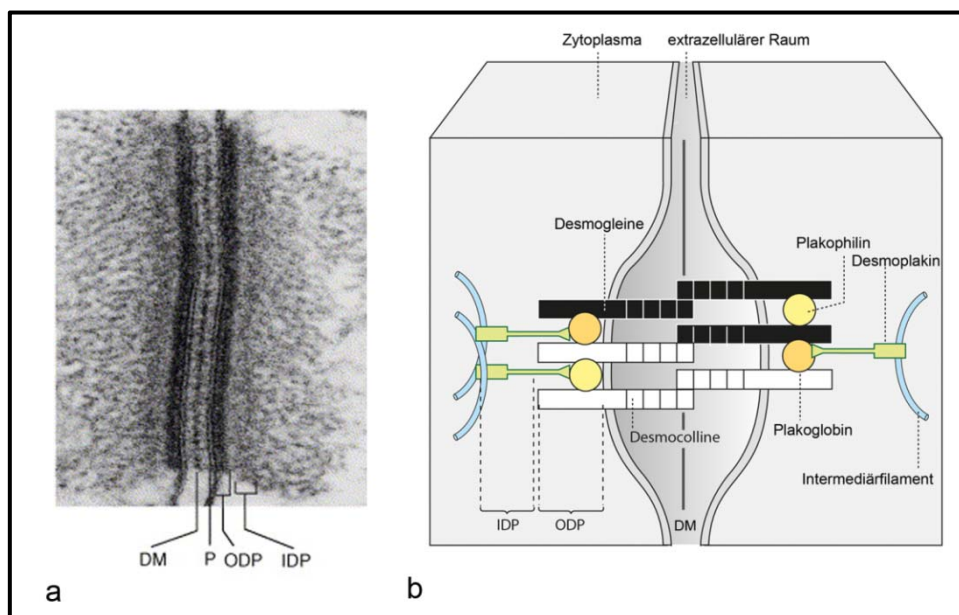 Zytoplasma
extrazellulärer Raum
Desmogleine
Plakophilin
Desmoplakin
Desmocolline
Plakoglobin
Intermediärfilament
IDP
ODP
DM
DM
P
ODP
IDP
a
b